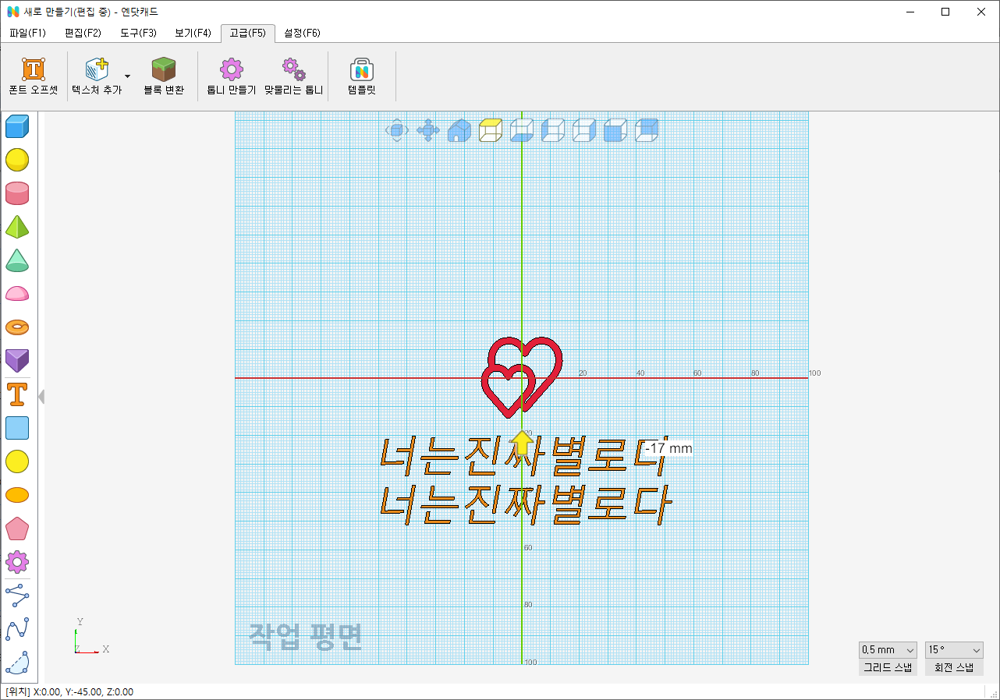 새로 만들기(편집 중) - 엔닷캐드
파일(F1) 편집(F2) 도구(F3) 보기(F4) 고급(F5) 설정(F6)
폰트 오프셋 텍스처 추가 블록 변환 톱니 만들기 맞물리는 톱니 템플릿
20 40 60 80 100
20
너는진짜별로다
-17 mm
너는진짜별로다
60
80
작업 평면
100
Y
Z X
0,5 mm 15 °
그리드 스냅 회전 스냅
[위치] X:0.00, Y:-45.00, Z:0.00